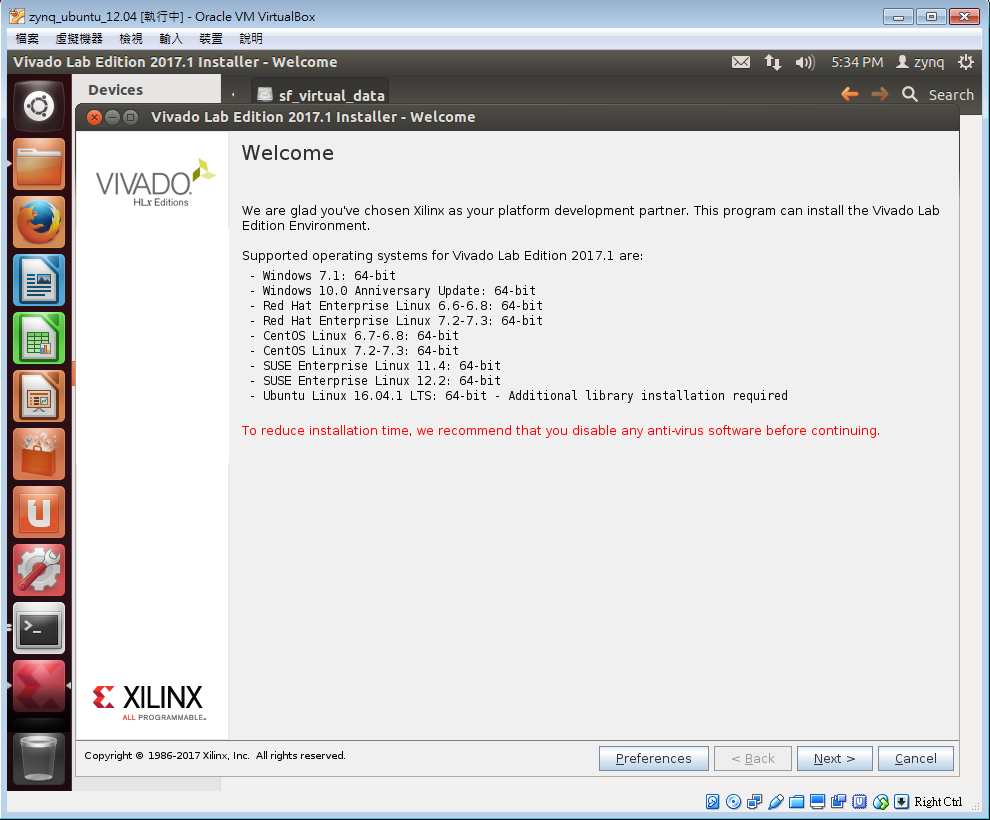 zynq_ubuntu_12.04 [執行中] - Oracle VM VirtualBox
檔案 虛擬機器 檢視 輸入 裝置 說明
Vivado Lab Edition 2017.1 Installer - Welcome 5:34 PM zynq
Devices sf_virtual_data Search
Vivado Lab Edition 2017.1 Installer - Welcome
VIVADO.
HLx Editions
Welcome
We are glad you've chosen Xilinx as your platform development partner. This program can install the Vivado Lab
Edition Environment.
Supported operating systems for Vivado Lab Edition 2017.1 are:
- Windows 7.1: 64-bit
- Windows 10.0 Anniversary Update: 64-bit
- Red Hat Enterprise Linux 6.6-6.8: 64-bit
- Red Hat Enterprise Linux 7.2-7.3: 64-bit
- CentOS Linux 6.7-6.8: 64-bit
- CentOS Linux 7.2-7.3: 64-bit
- SUSE Enterprise Linux 11.4: 64-bit
- SUSE Enterprise Linux 12.2: 64-bit
- Ubuntu Linux 16.04.1 LTS: 64-bit - Additional library installation required
To reduce installation time, we recommend that you disable any anti-virus software before continuing.
XILINX
ALL PROGRAMMABLE™
Copyright © 1986-2017 Xilinx, Inc. All rights reserved.
Preferences < Back Next > Cancel
Right Ctrl